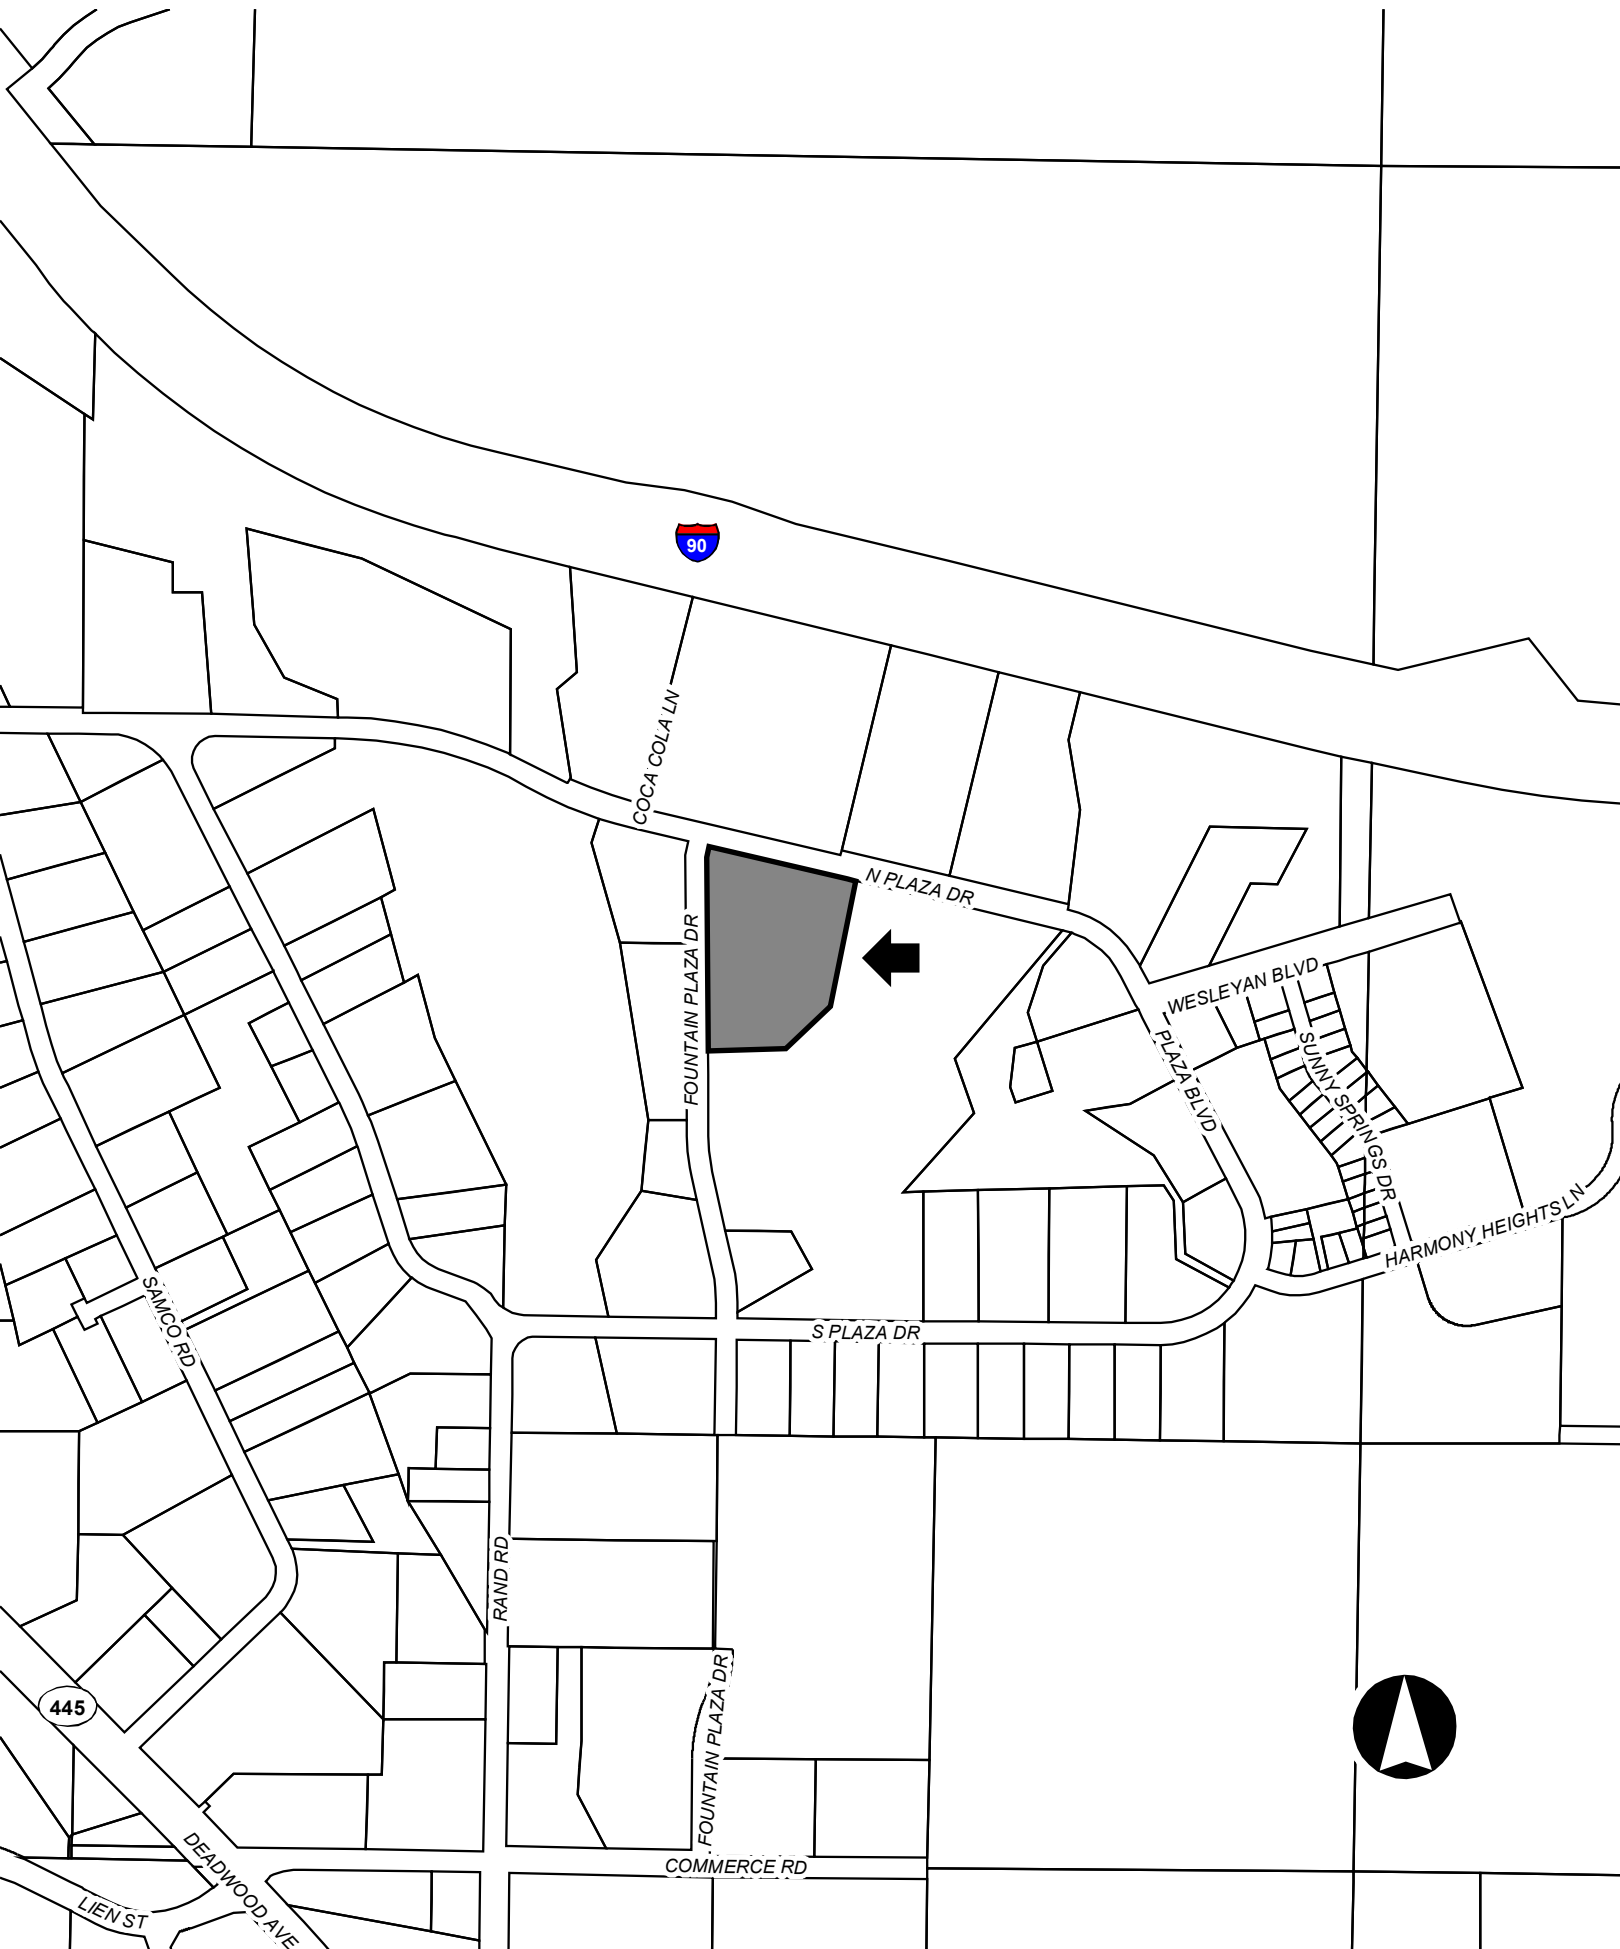 90
COCA COLA LN
N PLAZA DR
FOUNTAIN PLAZA DR
WESLEYAN BLVD
PLAZA BLVD
SUNNY SPRINGS DR
HARMONY HEIGHTS LN
SAMCO RD
S PLAZA DR
RAND RD
FOUNTAIN PLAZA DR
445
DEADWOOD AVE
COMMERCE RD
LIEN ST